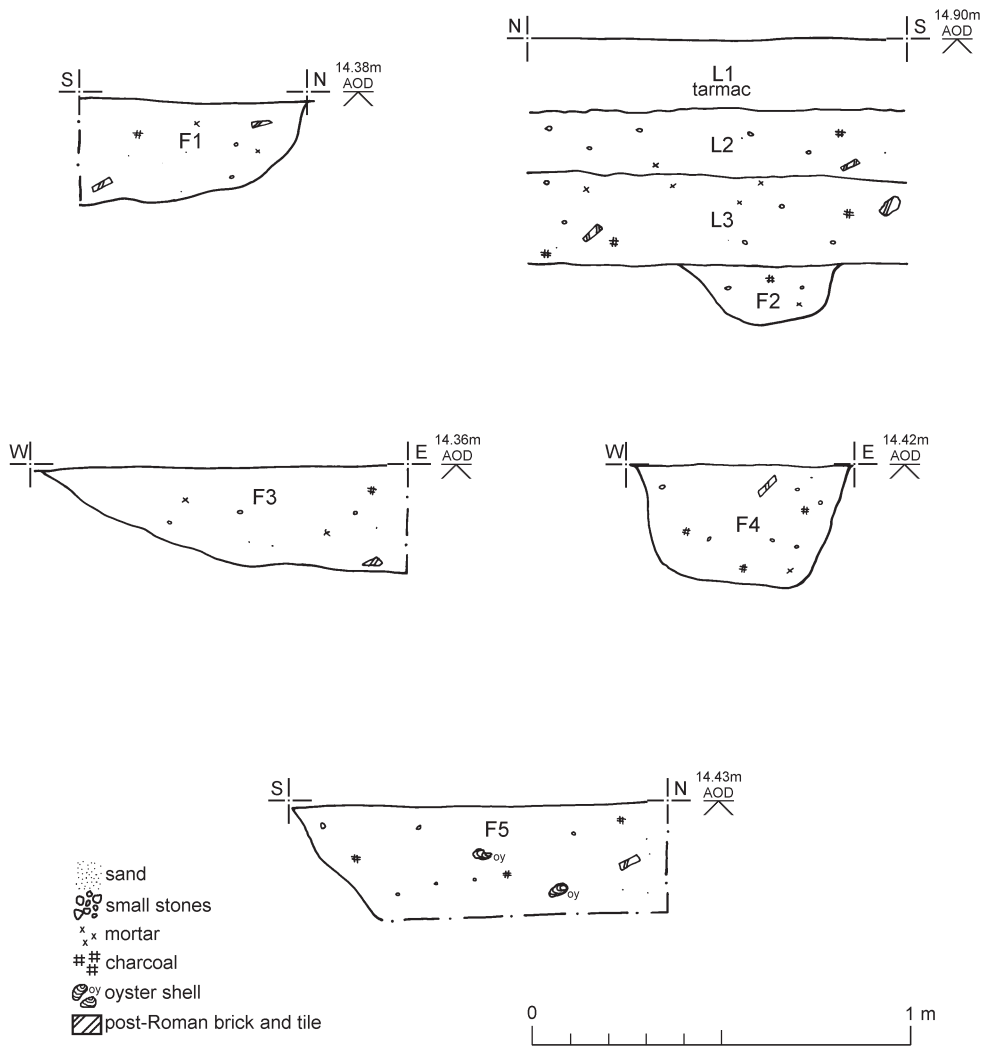 S
N
14.38m
AOD
F1
N
S
14.90m
AOD
L1
tarmac
L2
L3
F2
W
E
14.36m
AOD
F3
W
E
14.42m
AOD
F4
S
N
14.43m
AOD
F5
oy
oy
sand
small stones
mortar
charcoal
oy oyster shell
post-Roman brick and tile
0
1 m